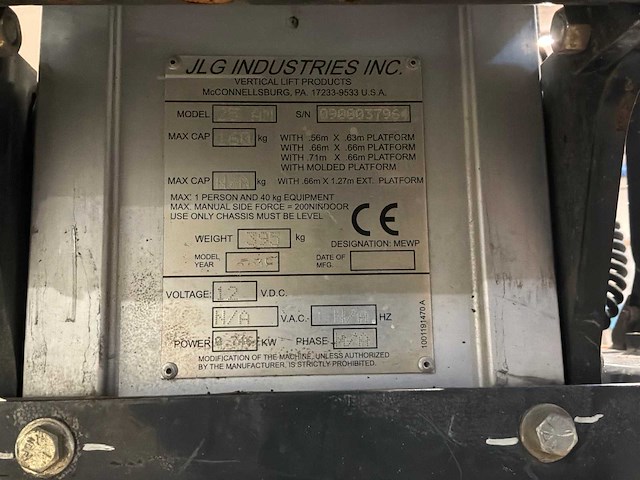 JLG INDUSTRIES INC.
VERTICAL LIFT PRODUCTS
McCONNELLSBURG, PA. 17233-9533 U.S.A.
MODEL S/N
MAX CAP kg WITH .56m X .63m PLATFORM
WITH .66m X .66m PLATFORM
WITH .71m X .66m PLATFORM
WITH MOLDED PLATFORM
MAX CAP N/A kg WITH .66m X 1.27m EXT. PLATFORM
MAX. 1 PERSON AND 40 kg EQUIPMENT
MAX. MANUAL SIDE FORCE = 200NINDOOR
USE ONLY CHASSIS MUST BE LEVEL
CE
WEIGHT 395 kg
DESIGNATION: MEWP
MODEL YEAR DATE OF MFG.
VOLTAGE: 12 V.D.C.
N/A V.A.C.- HZ
POWER KW PHASE N/A
MODIFICATION OF THE MACHINE, UNLESS AUTHORIZED
BY THE MANUFACTURER, IS STRICTLY PROHIBITED.
1001191470 A